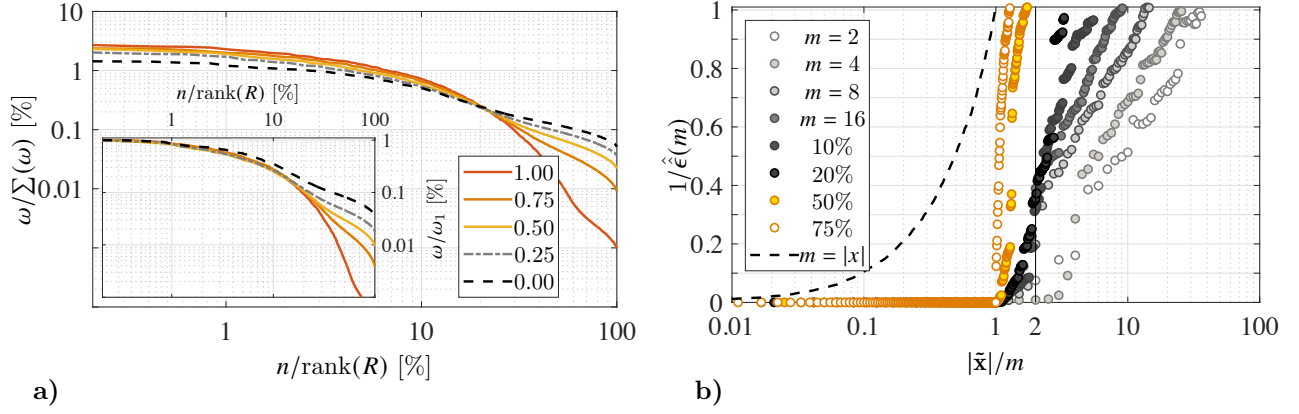 10 %
1 %
0.1%
0.01%
ω/∑(ω) [%]
n/rank(R) [%]
1
10
100
1
0.1
0.01
ω/ω₁ [%]
1.00
0.75
0.50
0.25
0.00
1
10
100
n/rank(R) [%]
a)
1
0.8
0.6
0.4
0.2
0
1/ε̂(m)
m = 2
m = 4
m = 8
m = 16
10%
20%
50%
75%
m = |x|
0.01
0.1
1
2
10
100
|x̃|/m
b)